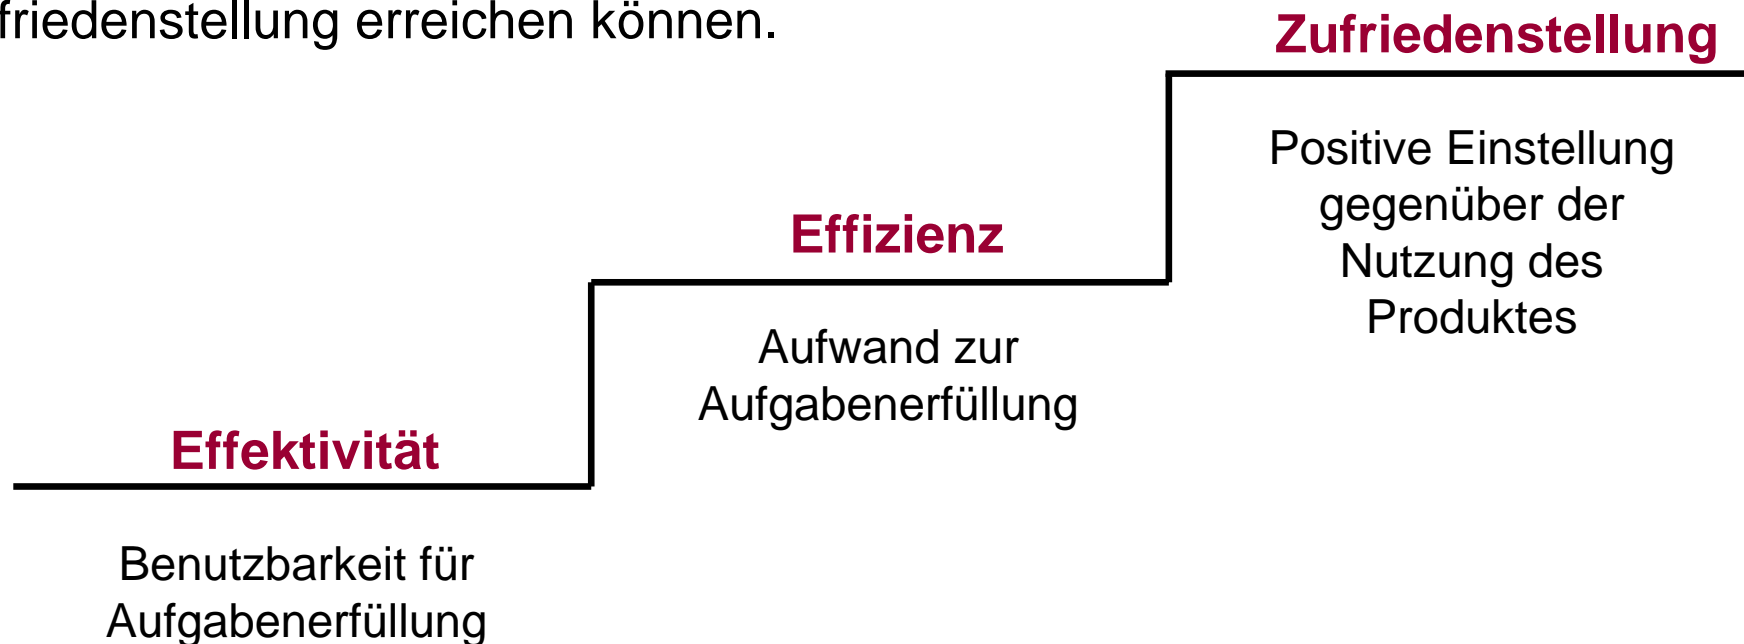 friedenstellung erreichen können.
Zufriedenstellung
Positive Einstellung
gegenüber der
Nutzung des
Produktes
Effizienz
Aufwand zur
Aufgabenerfüllung
Effektivität
Benutzbarkeit für
Aufgabenerfüllung